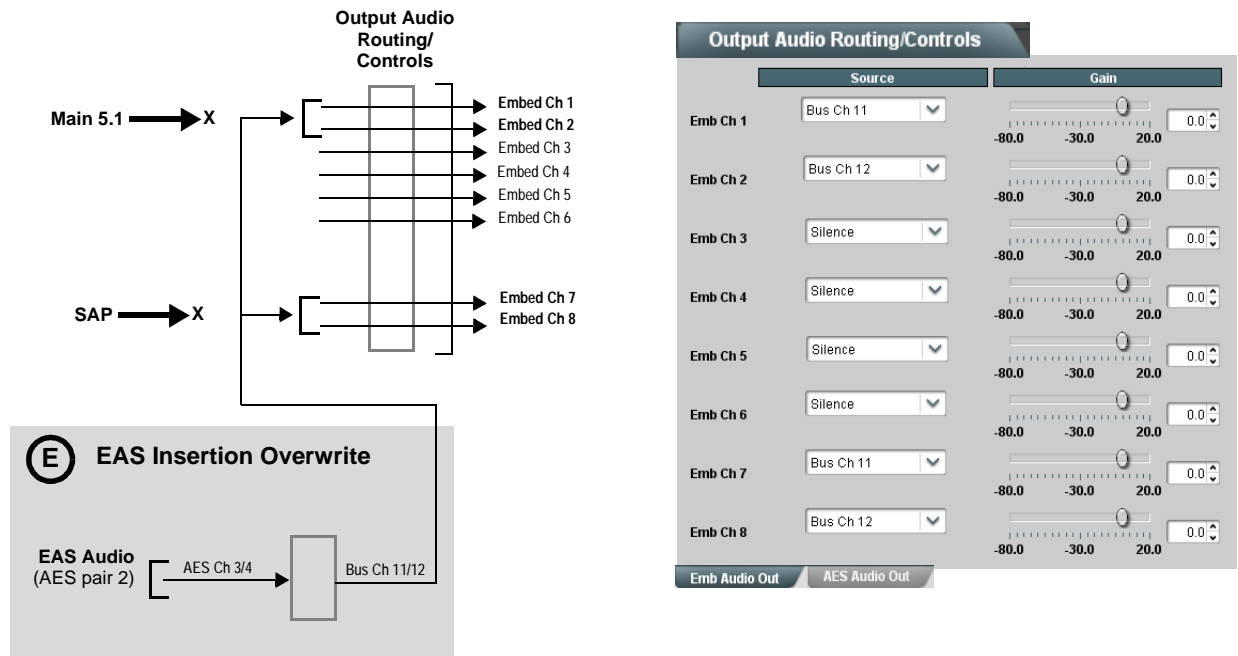 Output Audio
Routing/
Controls
Main 5.1
X
Embed Ch 1
Embed Ch 2
Embed Ch 3
Embed Ch 4
Embed Ch 5
Embed Ch 6
SAP
X
Embed Ch 7
Embed Ch 8
E
EAS Insertion Overwrite
EAS Audio
(AES pair 2)
AES Ch 3/4
Bus Ch 11/12
Output Audio Routing/Controls
Source Gain
Emb Ch 1 Bus Ch 11 0.0
-80.0 -30.0 20.0
Emb Ch 2 Bus Ch 12 0.0
-80.0 -30.0 20.0
Emb Ch 3 Silence 0.0
-80.0 -30.0 20.0
Emb Ch 4 Silence 0.0
-80.0 -30.0 20.0
Emb Ch 5 Silence 0.0
-80.0 -30.0 20.0
Emb Ch 6 Silence 0.0
-80.0 -30.0 20.0
Emb Ch 7 Bus Ch 11 0.0
-80.0 -30.0 20.0
Emb Ch 8 Bus Ch 12 0.0
-80.0 -30.0 20.0
Emb Audio Out AES Audio Out